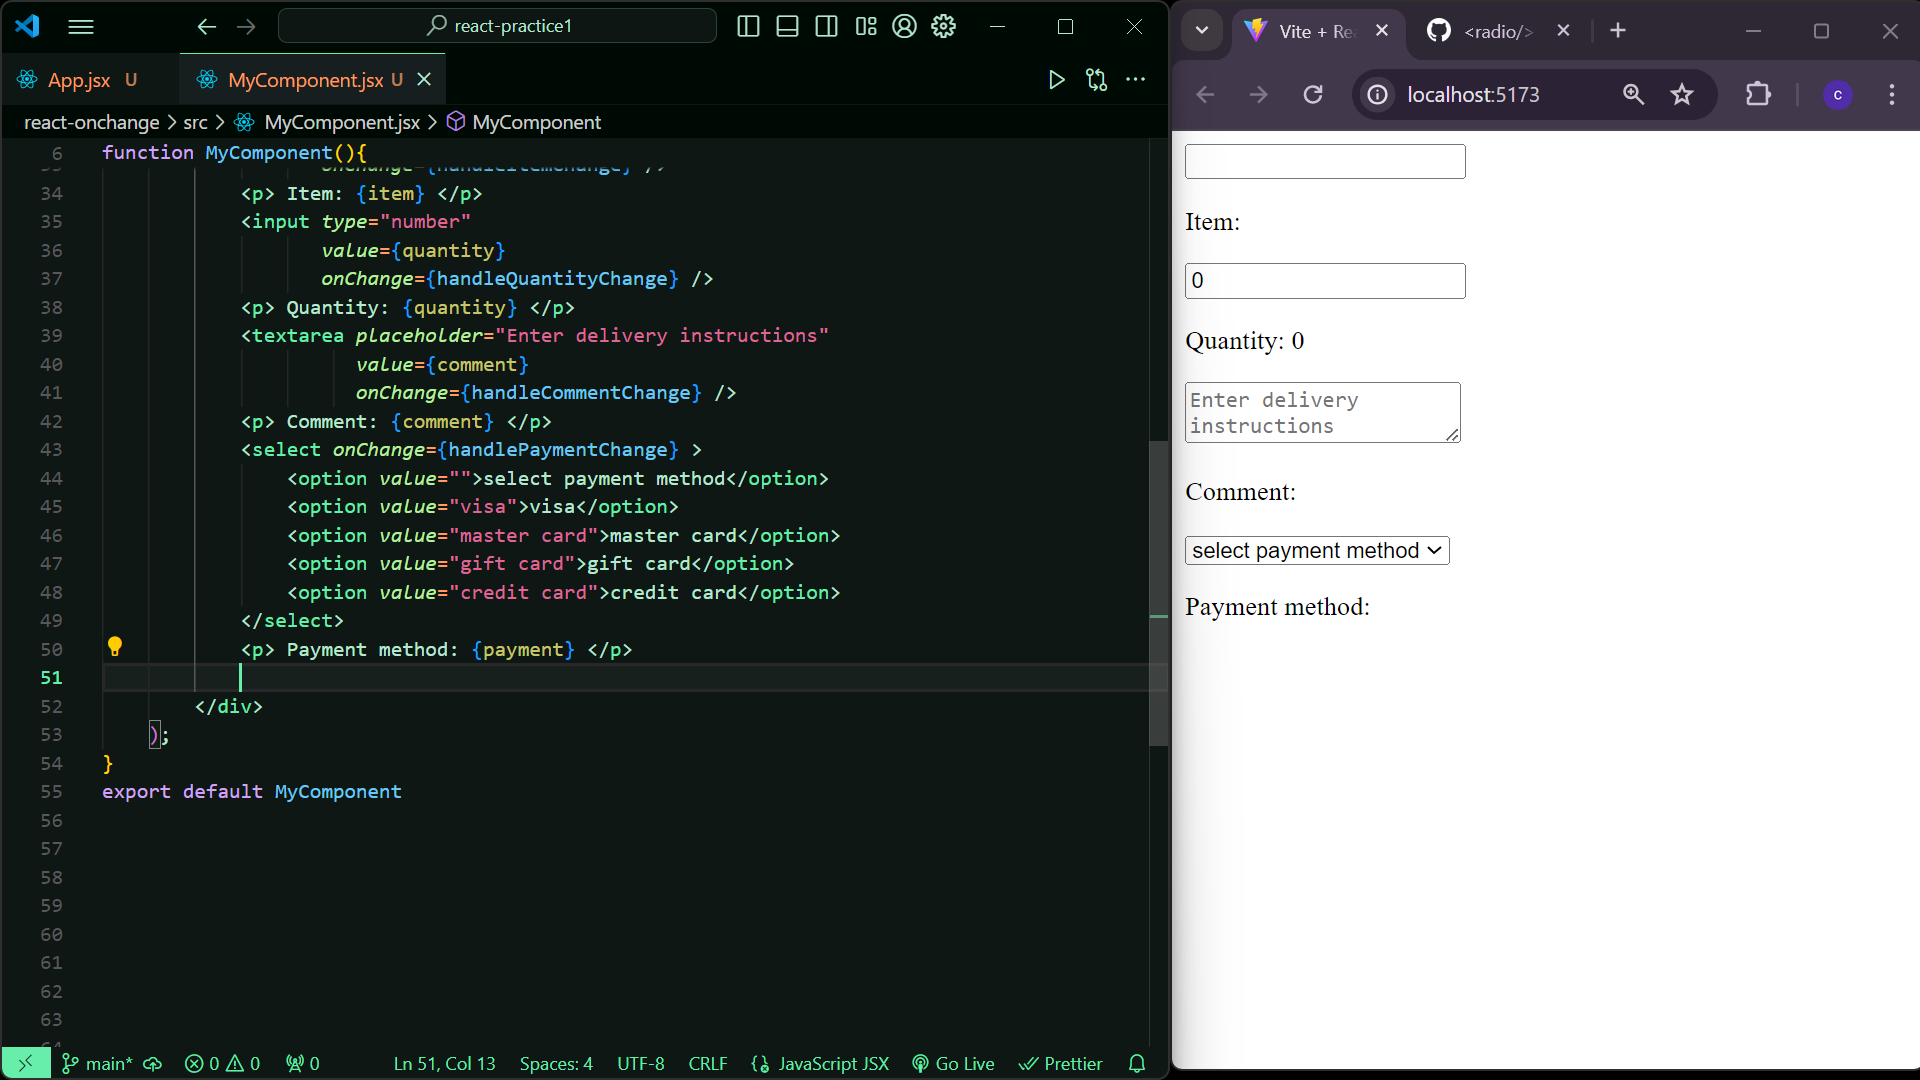 react-practice1
App.jsx U
MyComponent.jsx U
react-onchange > src > MyComponent.jsx > MyComponent
6 function MyComponent(){
34 <p> Item: {item} </p>
35 <input type="number"
36 value={quantity}
37 onChange={handleQuantityChange} />
38 <p> Quantity: {quantity} </p>
39 <textarea placeholder="Enter delivery instructions"
40 value={comment}
41 onChange={handleCommentChange} />
42 <p> Comment: {comment} </p>
43 <select onChange={handlePaymentChange} >
44 <option value="">select payment method</option>
45 <option value="visa">visa</option>
46 <option value="master card">master card</option>
47 <option value="gift card">gift card</option>
48 <option value="credit card">credit card</option>
49 </select>
50 <p> Payment method: {payment} </p>
51
52 </div>
53 );
54 }
55 export default MyComponent
56
57
58
59
60
61
62
63
main* 0 0 0 Ln 51, Col 13 Spaces: 4 UTF-8 CRLF JavaScript JSX Go Live Prettier
Vite + Re
<radio/>
localhost:5173
c
Item:
0
Quantity: 0
Enter delivery
instructions
Comment:
select payment method
Payment method: